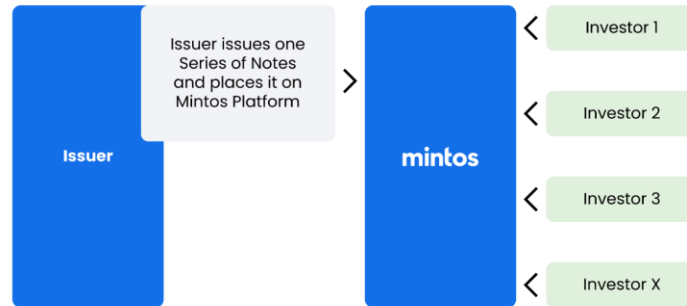 Issuer
Issuer issues one
Series of Notes
and places it on
Mintos Platform
mintos
Investor 1
Investor 2
Investor 3
Investor X